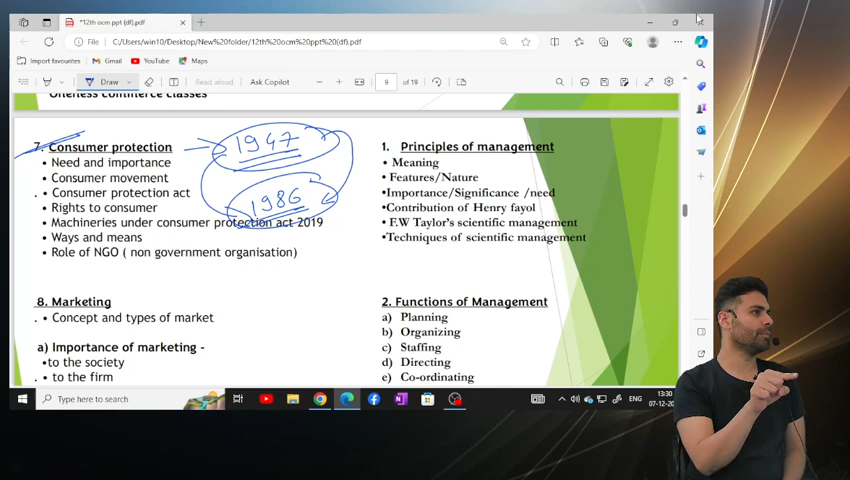 *12th ocm ppt (df).pdf
File
C:/Users/win10/Desktop/New%20folder/12th%20ocm%20ppt%20(df).pdf
Import favourites
Gmail
YouTube
Maps
Draw
Read aloud
Ask Copilot
9
of 19
Oneness commerce classes
7. Consumer protection
1947
• Need and importance
• Consumer movement
. • Consumer protection act
1986
• Rights to consumer
• Machineries under consumer protection act 2019
• Ways and means
• Role of NGO ( non government organisation)
8. Marketing
. • Concept and types of market
a) Importance of marketing -
•to the society
. • to the firm
1. Principles of management
• Meaning
• Features/Nature
•Importance/Significance /need
•Contribution of Henry fayol
• F.W Taylor's scientific management
•Techniques of scientific management
2. Functions of Management
a) Planning
b) Organizing
c) Staffing
d) Directing
e) Co-ordinating
Type here to search
ENG
13:30
07-12-20